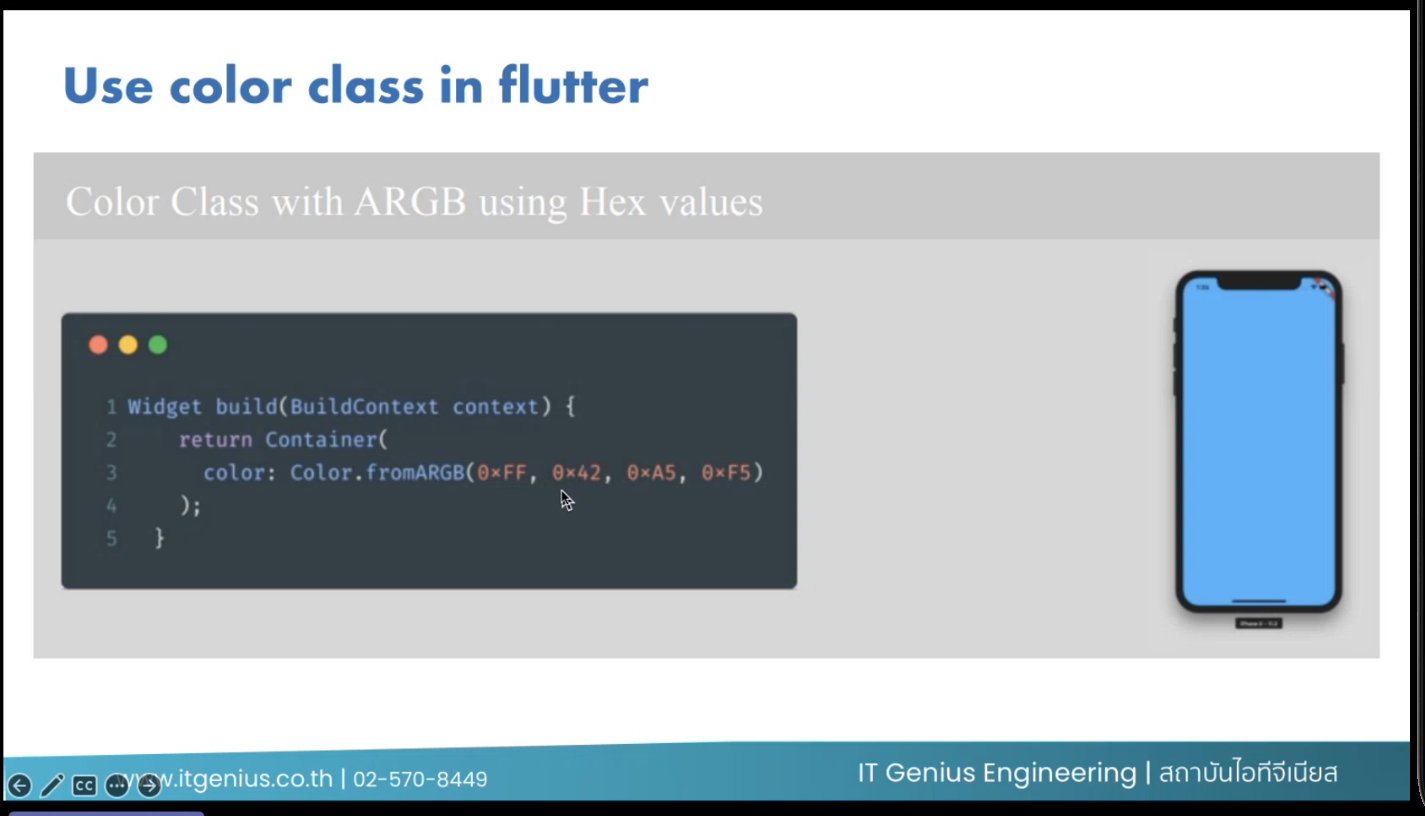 Use color class in flutter
Color Class with ARGB using Hex values
1 Widget build(BuildContext context) {
2 return Container(
3 color: Color.fromARGB(0×FF, 0×42, 0×A5, 0×F5)
4 );
5 }
CC
w.itgenius.co.th | 02-570-8449
IT Genius Engineering | สถาบันไอทีจีเนียส